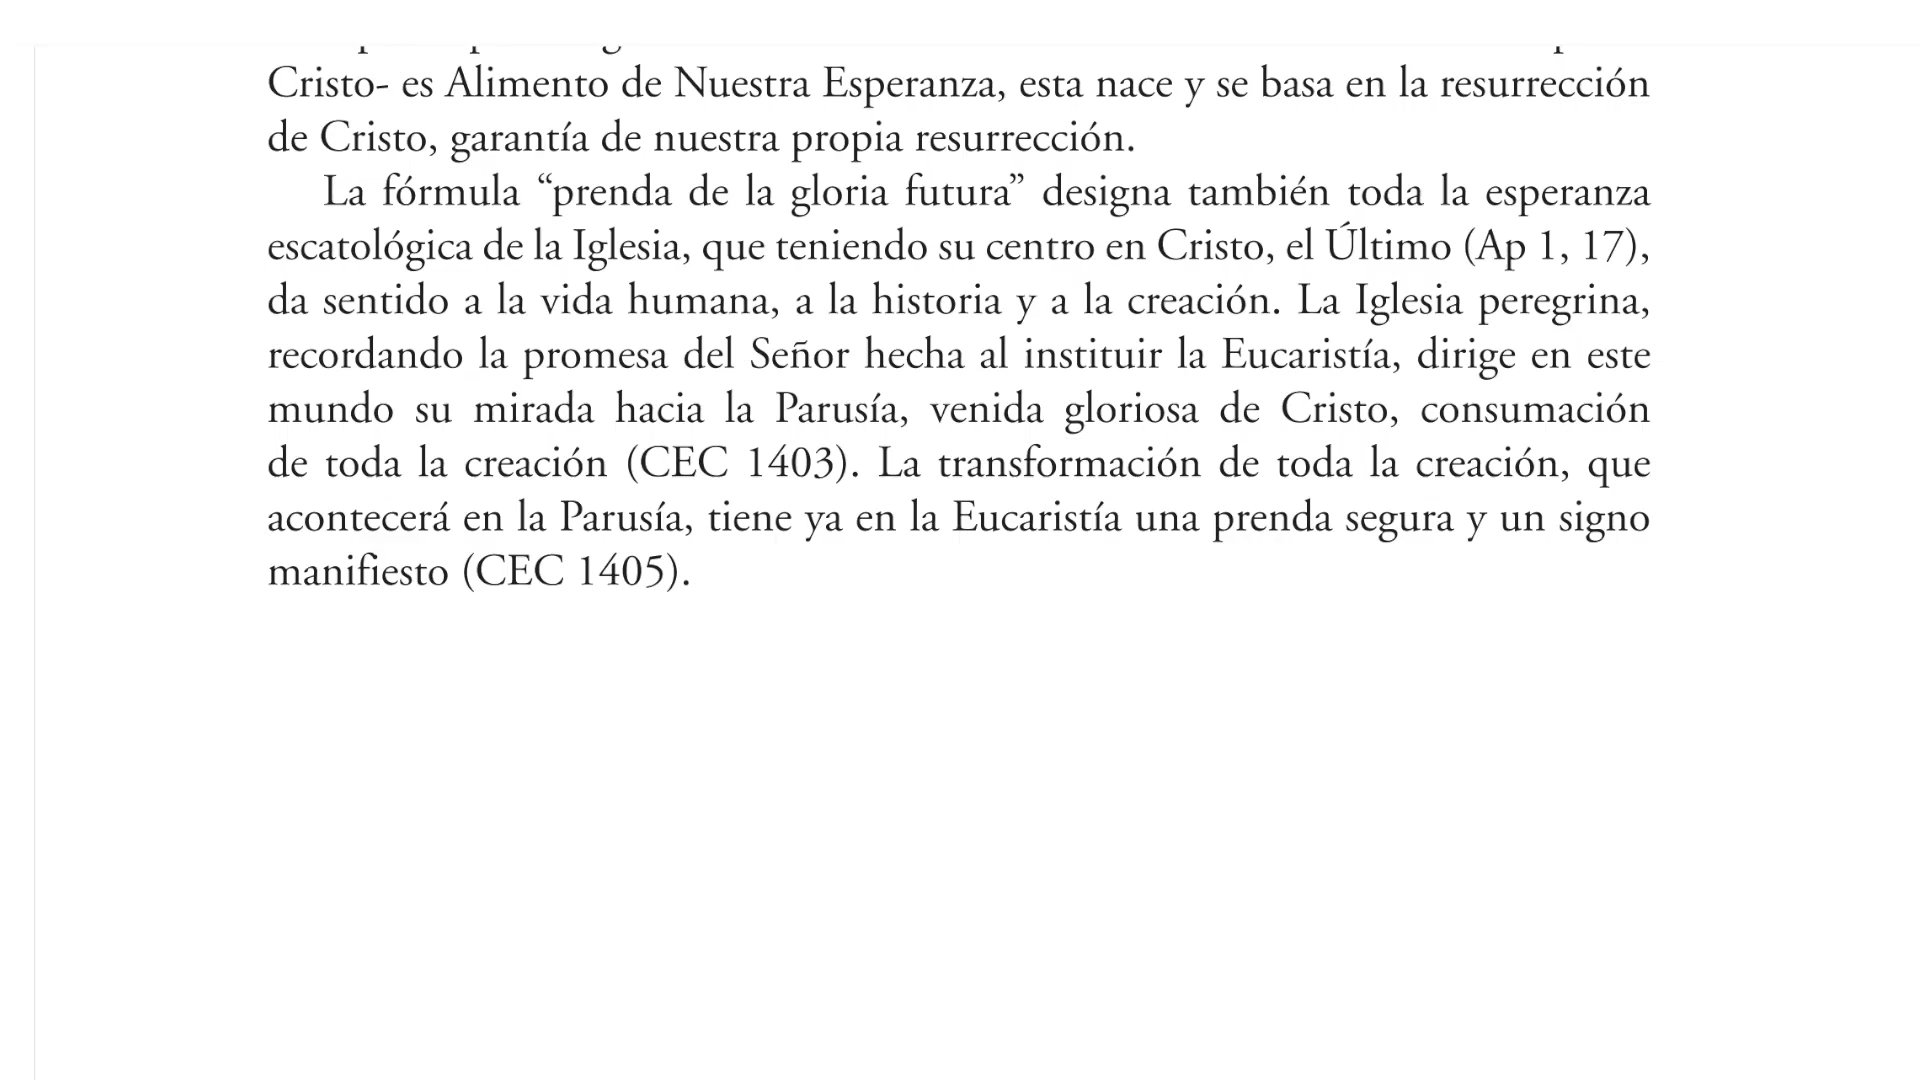 Cristo- es Alimento de Nuestra Esperanza, esta nace y se basa en la resurrección
de Cristo, garantía de nuestra propia resurrección.
La fórmula “prenda de la gloria futura” designa también toda la esperanza
escatológica de la Iglesia, que teniendo su centro en Cristo, el Último (Ap 1, 17),
da sentido a la vida humana, a la historia y a la creación. La Iglesia peregrina,
recordando la promesa del Señor hecha al instituir la Eucaristía, dirige en este
mundo su mirada hacia la Parusía, venida gloriosa de Cristo, consumación
de toda la creación (CEC 1403). La transformación de toda la creación, que
acontecerá en la Parusía, tiene ya en la Eucaristía una prenda segura y un signo
manifiesto (CEC 1405).